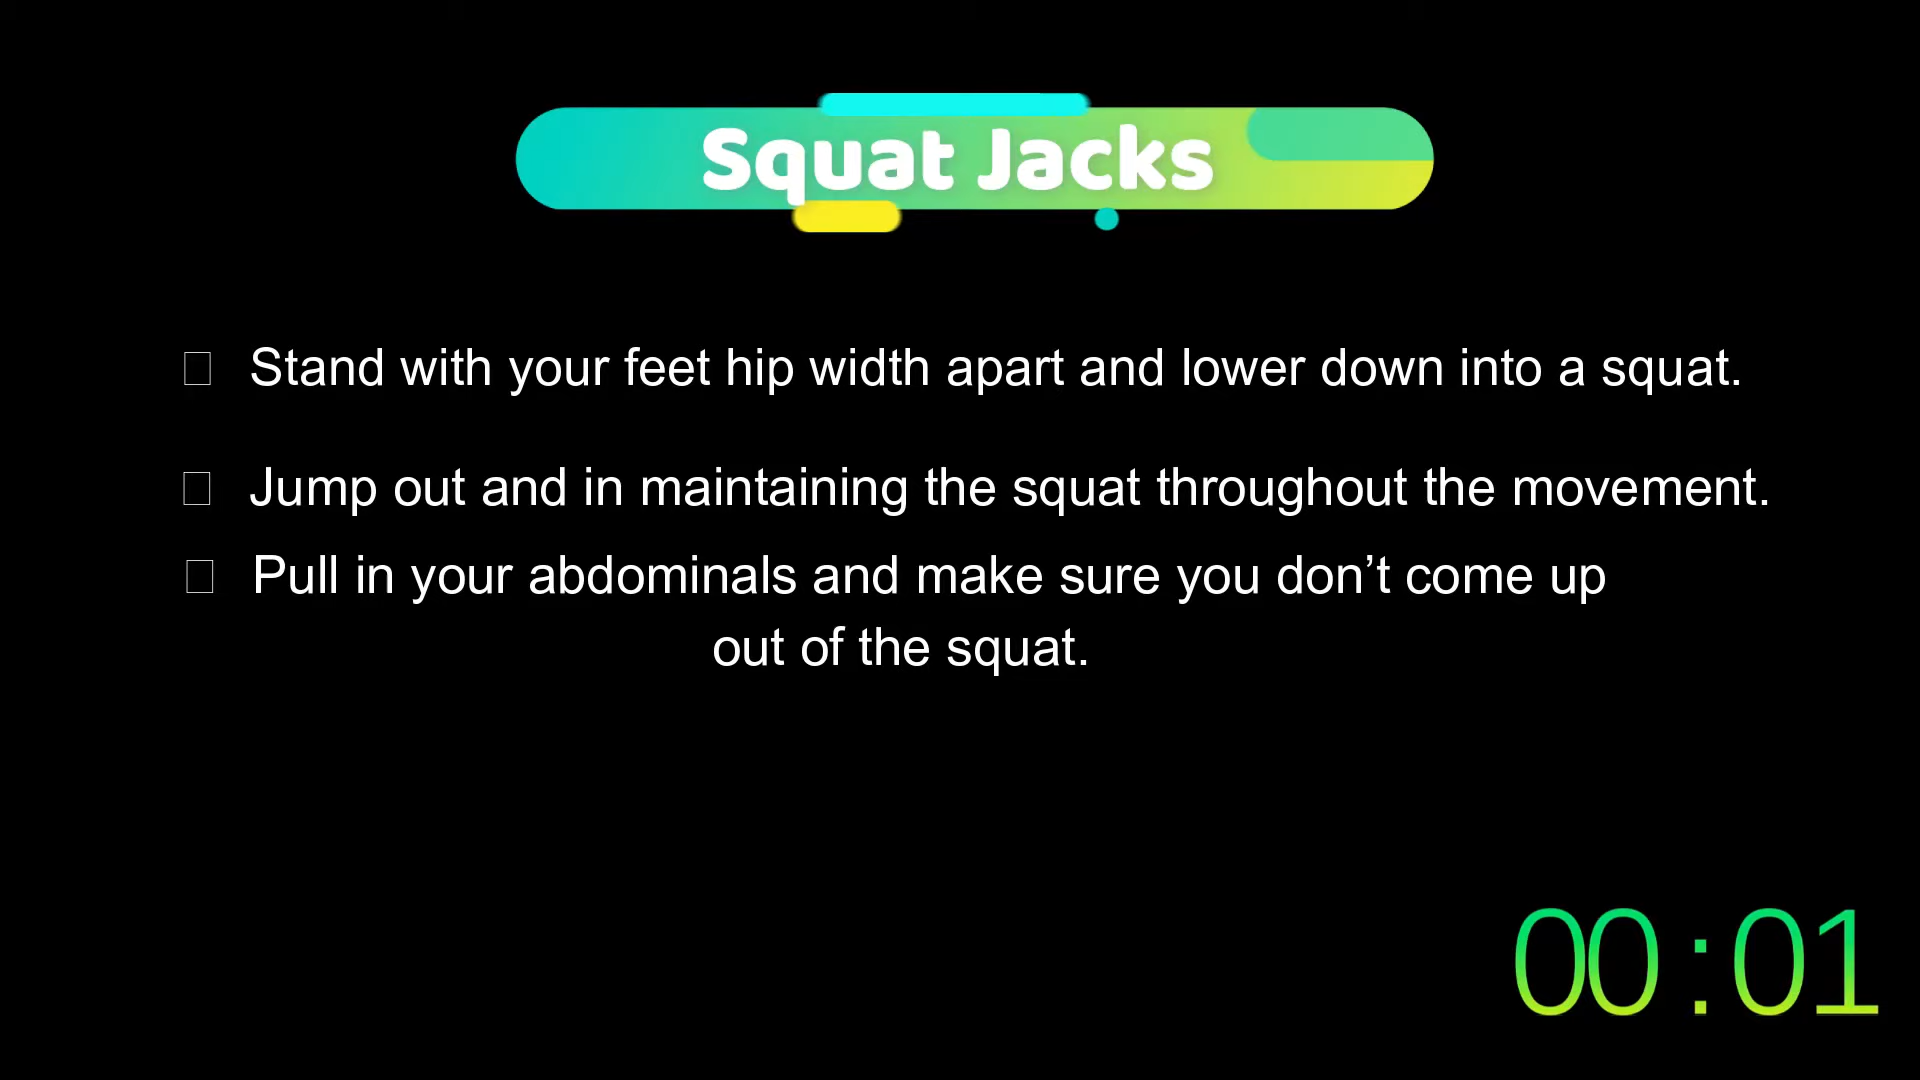 Squat Jacks
Stand with your feet hip width apart and lower down into a squat.
Jump out and in maintaining the squat throughout the movement.
Pull in your abdominals and make sure you don’t come up
out of the squat.
00:01